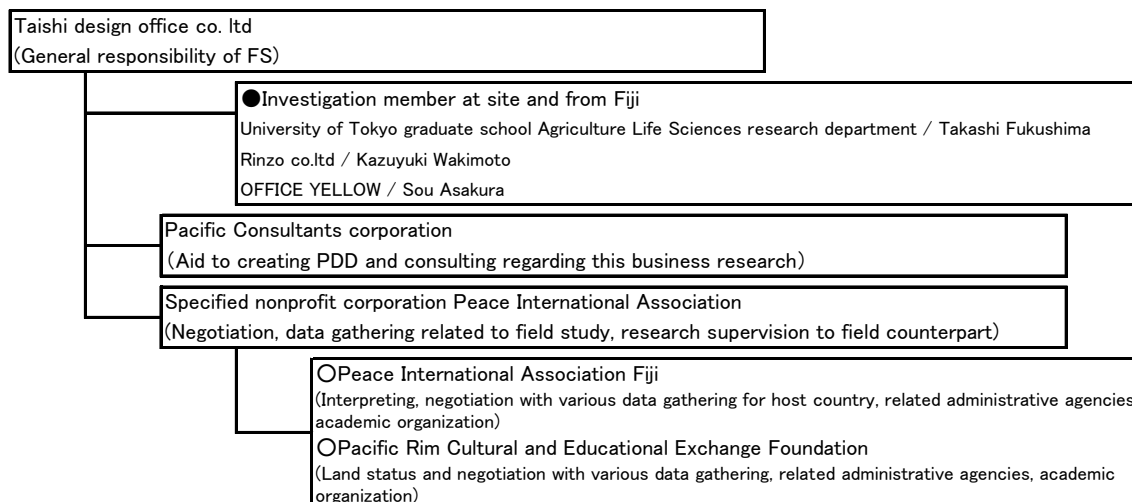 Taishi design office co. ltd
(General responsibility of FS)
●Investigation member at site and from Fiji
University of Tokyo graduate school Agriculture Life Sciences research department / Takashi Fukushima
Rinzo co.ltd / Kazuyuki Wakimoto
OFFICE YELLOW / Sou Asakura
Pacific Consultants corporation
(Aid to creating PDD and consulting regarding this business research)
Specified nonprofit corporation Peace International Association
(Negotiation, data gathering related to field study, research supervision to field counterpart)
○Peace International Association Fiji
(Interpreting, negotiation with various data gathering for host country, related administrative agencies
academic organization)
○Pacific Rim Cultural and Educational Exchange Foundation
(Land status and negotiation with various data gathering, related administrative agencies, academic
organization)